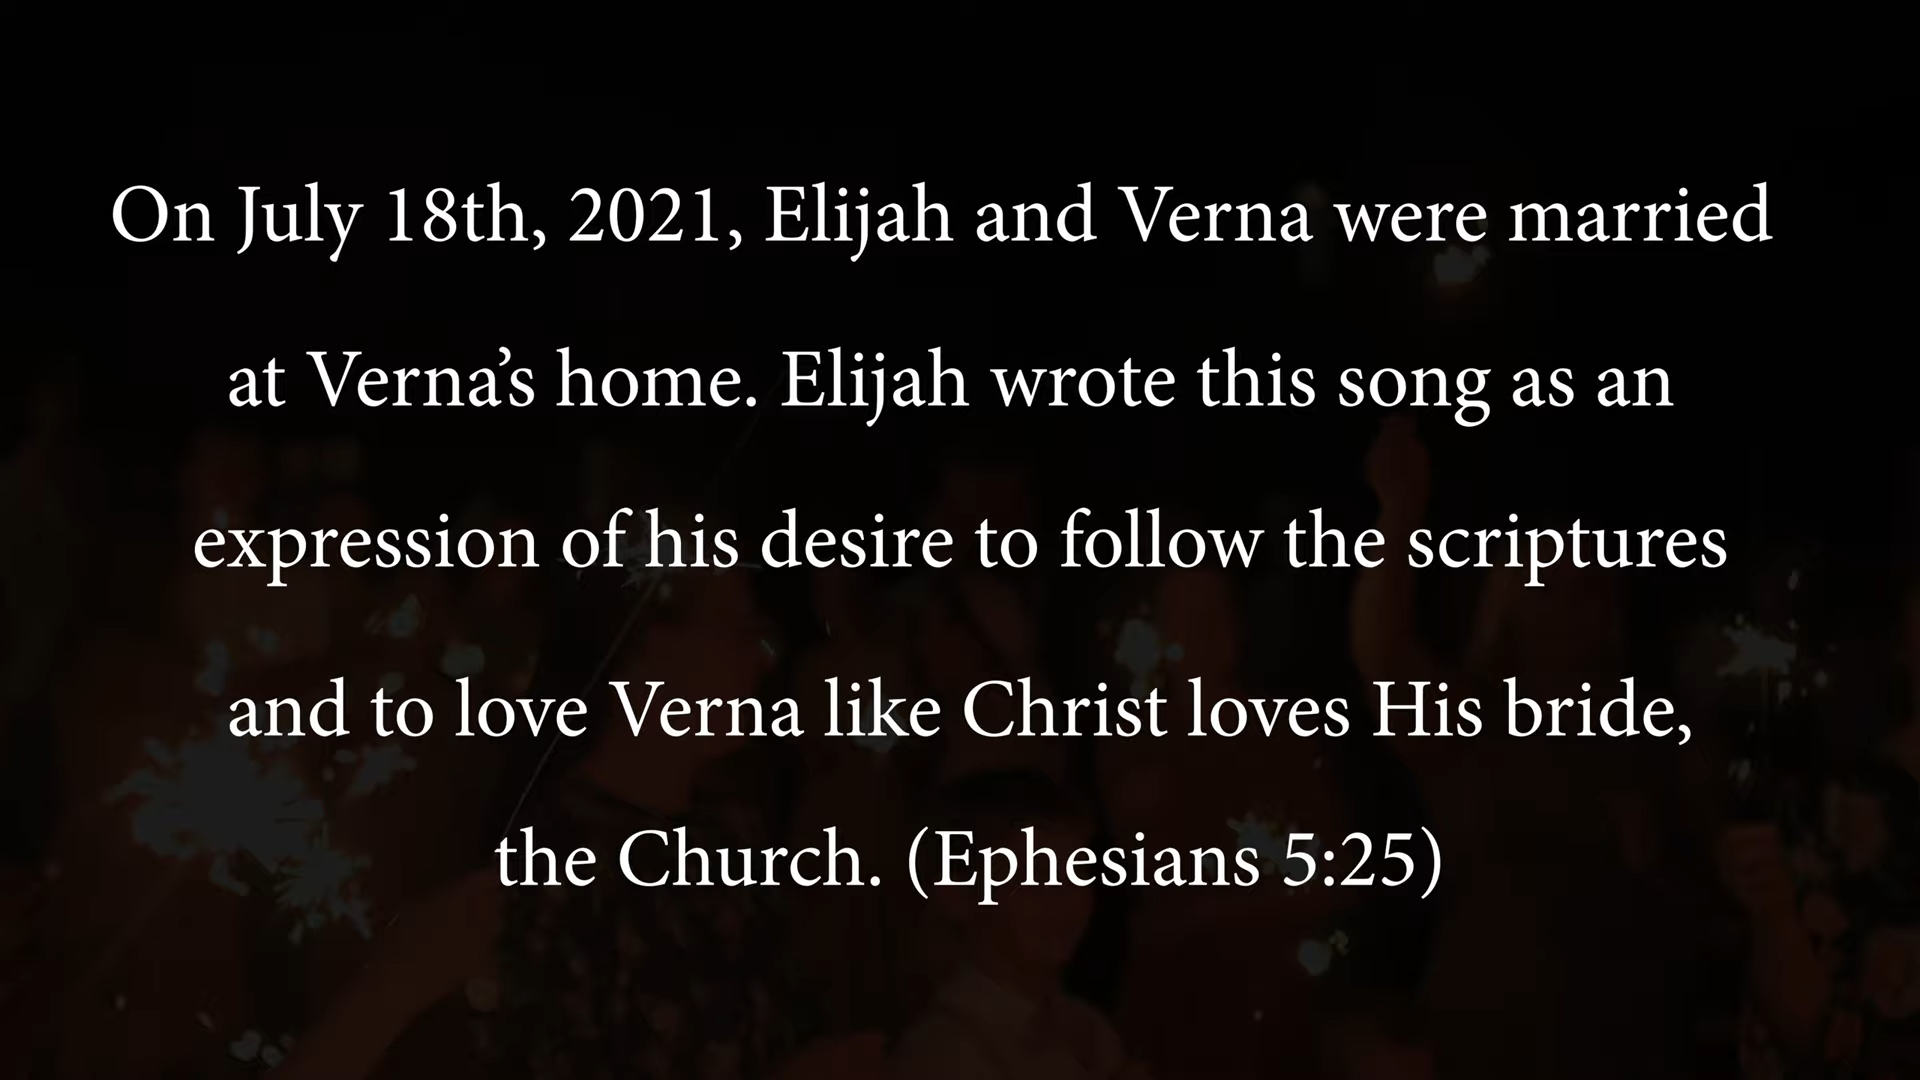 On July 18th, 2021, Elijah and Verna were married
at Verna’s home. Elijah wrote this song as an
expression of his desire to follow the scriptures
and to love Verna like Christ loves His bride,
the Church. (Ephesians 5:25)